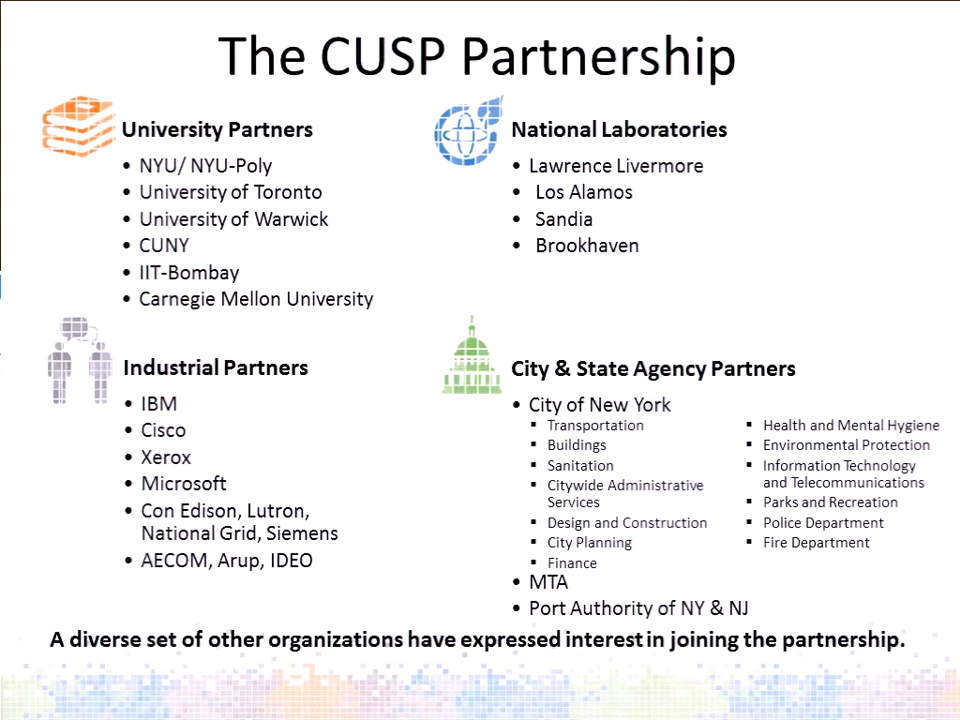 The CUSP Partnership
University Partners
• NYU/ NYU-Poly
• University of Toronto
• University of Warwick
• CUNY
• IIT-Bombay
• Carnegie Mellon University
National Laboratories
• Lawrence Livermore
• Los Alamos
• Sandia
• Brookhaven
Industrial Partners
• IBM
• Cisco
• Xerox
• Microsoft
• Con Edison, Lutron,
National Grid, Siemens
• AECOM, Arup, IDEO
City & State Agency Partners
• City of New York
▪ Transportation
▪ Buildings
▪ Sanitation
▪ Citywide Administrative
Services
▪ Design and Construction
▪ City Planning
▪ Finance
▪ Health and Mental Hygiene
▪ Environmental Protection
▪ Information Technology
and Telecommunications
▪ Parks and Recreation
▪ Police Department
▪ Fire Department
• MTA
• Port Authority of NY & NJ
A diverse set of other organizations have expressed interest in joining the partnership.